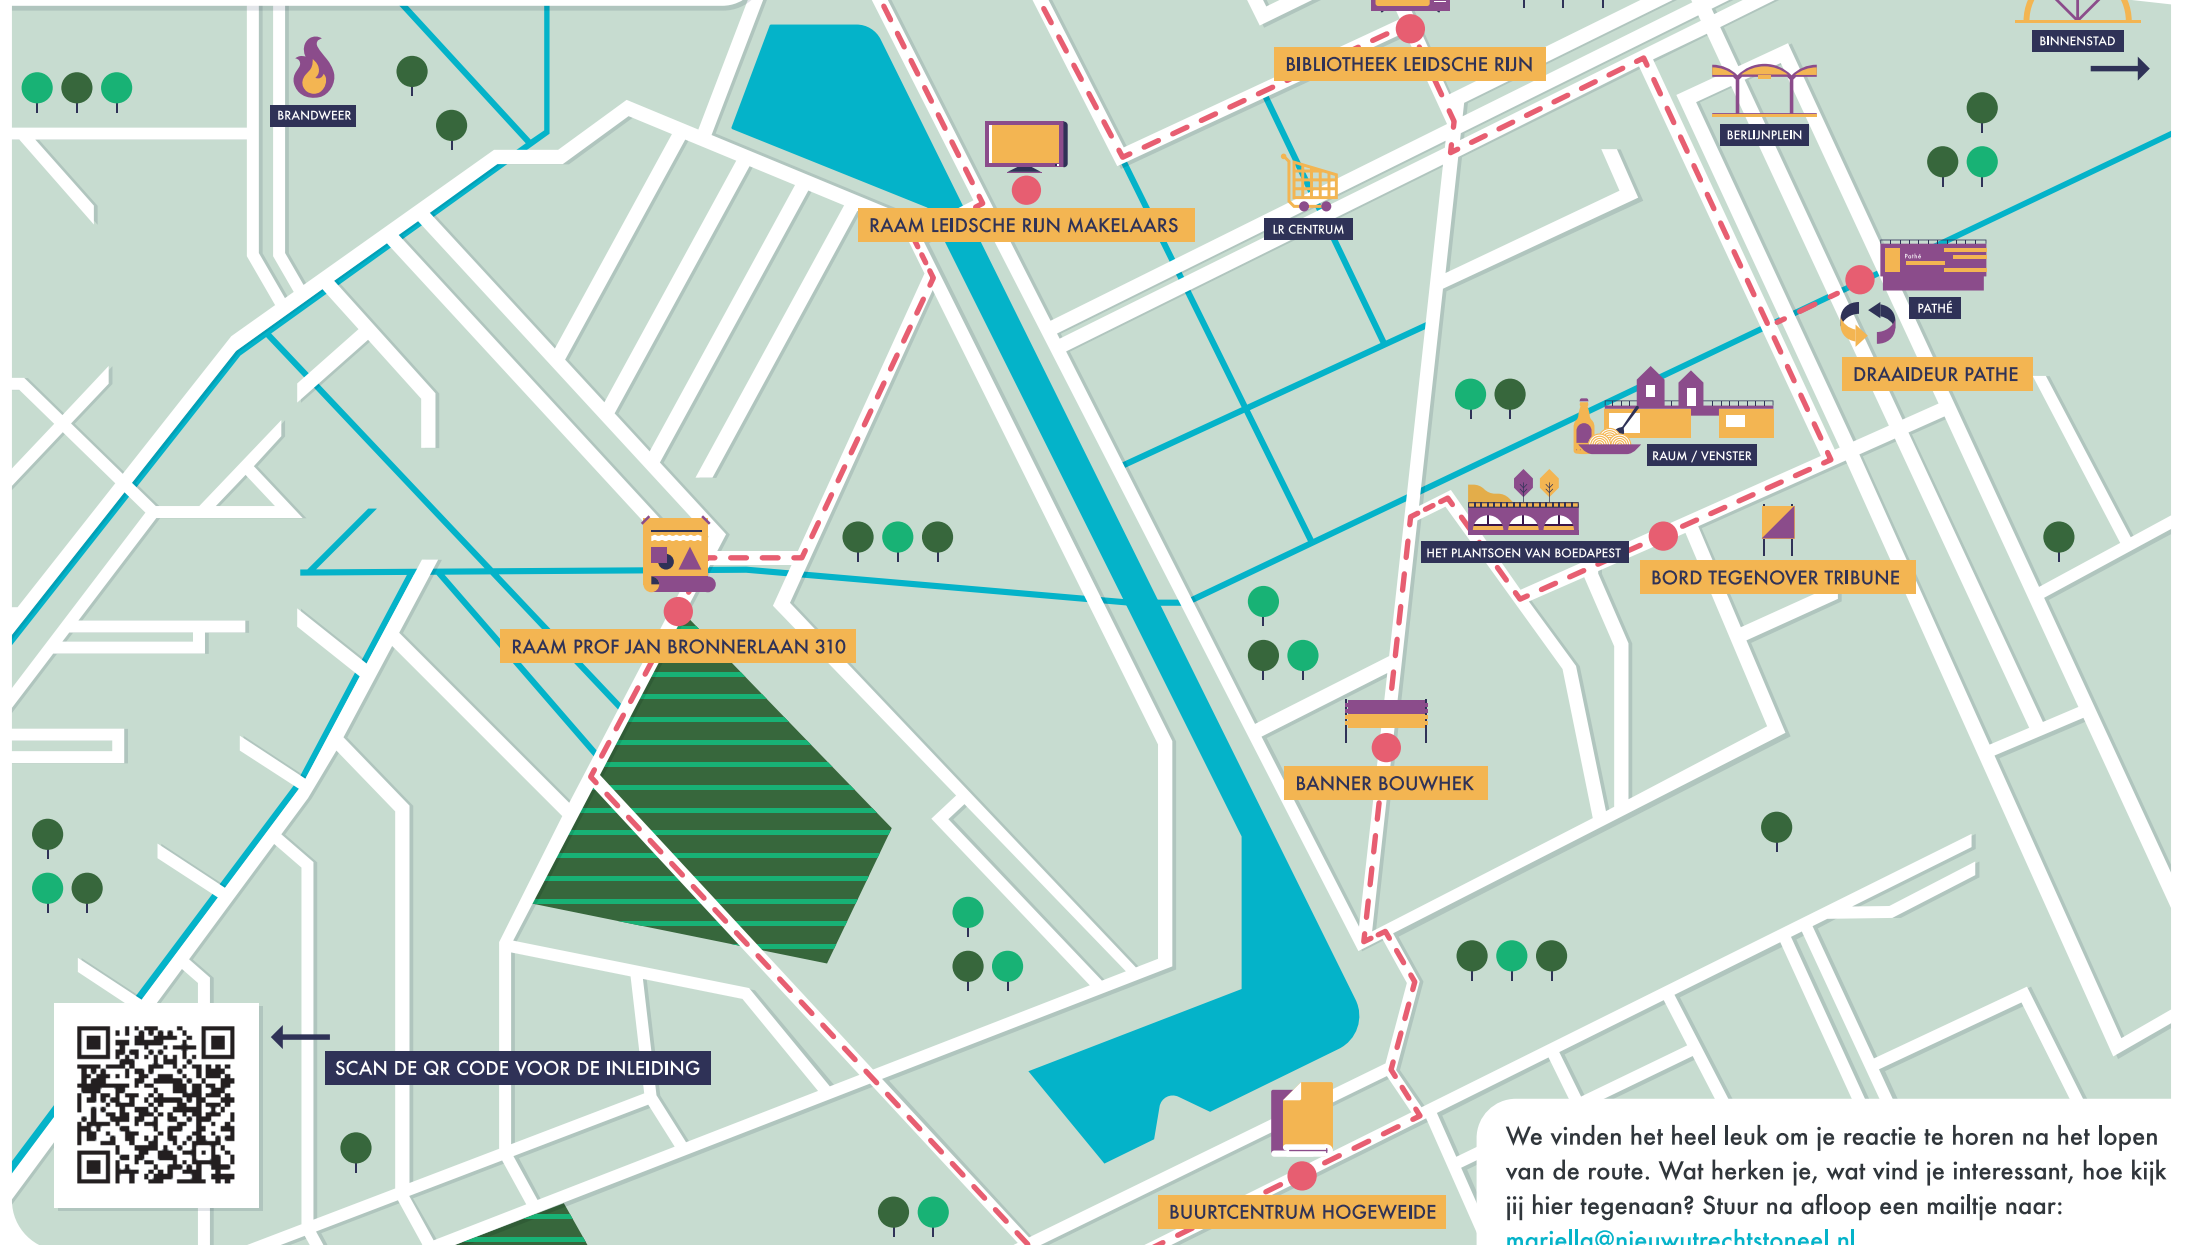 BINNENSTAD
BIBLIOTHEEK LEIDSCHE RIJN
BRANDWEER
BERLIJNPLEIN
RAAM LEIDSCHE RIJN MAKELAARS
LR CENTRUM
Pathé
PATHÉ
DRAAIDEUR PATHE
RAUM / VENSTER
HET PLANTSOEN VAN BOEDAPEST
BORD TEGENOVER TRIBUNE
RAAM PROF JAN BRONNERLAAN 310
BANNER BOUWHEK
SCAN DE QR CODE VOOR DE INLEIDING
BUURTCENTRUM HOGEWEIDE
We vinden het heel leuk om je reactie te horen na het lopen
van de route. Wat herken je, wat vind je interessant, hoe kijk
jij hier tegenaan? Stuur na afloop een mailtje naar:
mariella@nieuwutrechtstoneel.nl